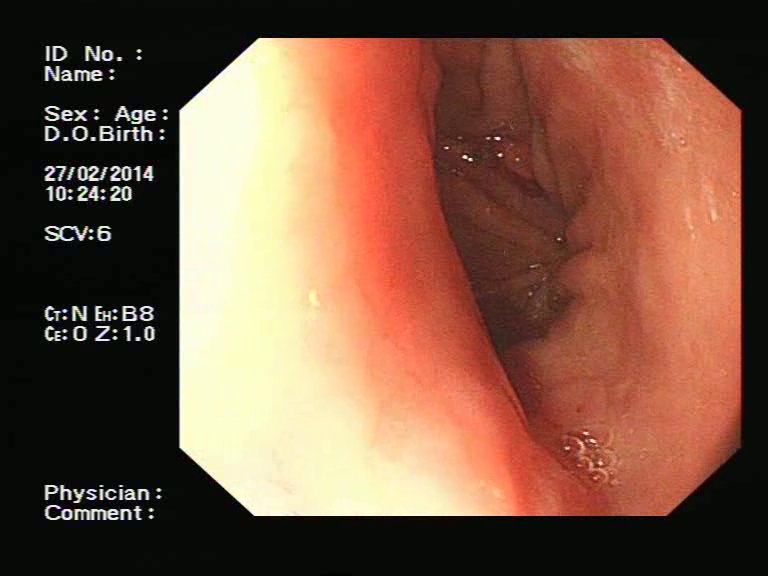 ID No. :
Name:
Sex: Age:
D.O.Birth:
27/02/2014
10:24:20
SCV:6
CT:N EH:B8
CE:0 Z:1.0
Physician:
Comment: